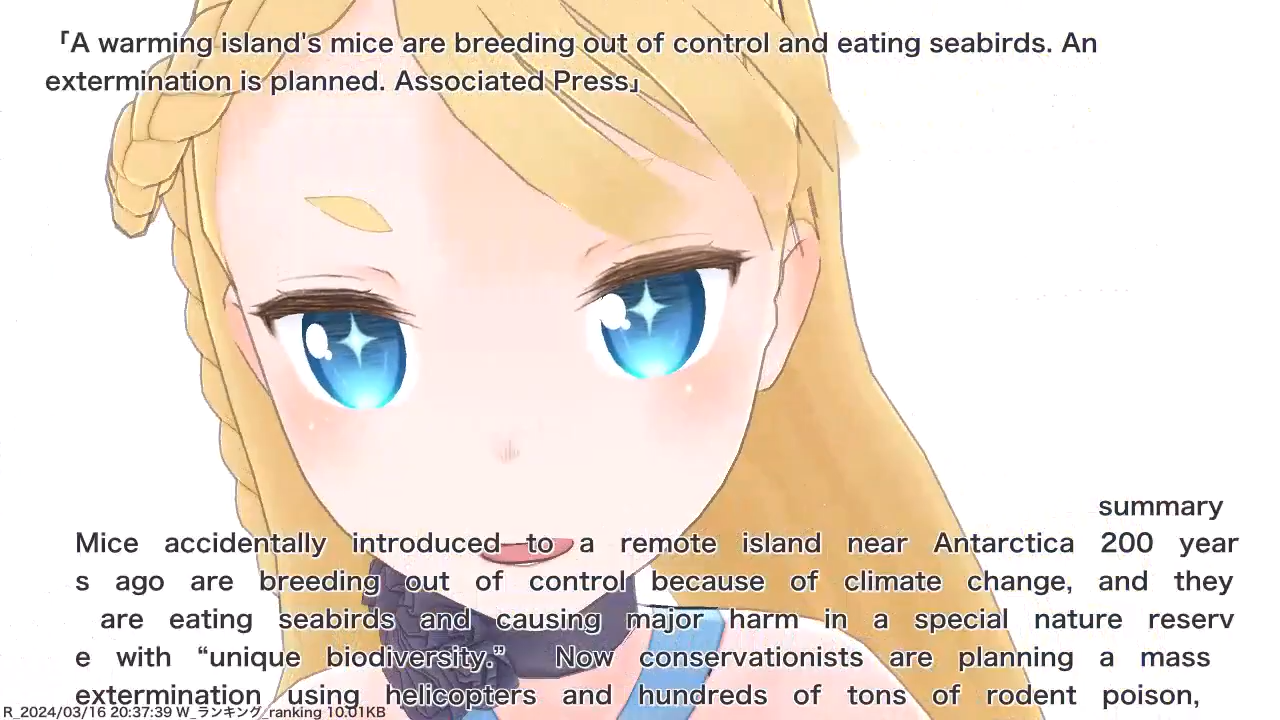 「A warming island's mice are breeding out of control and eating seabirds. An
extermination is planned. Associated Press」
summary
Mice accidentally introduced to a remote island near Antarctica 200 year
s ago are breeding out of control because of climate change, and they
are eating seabirds and causing major harm in a special nature reserv
e with “unique biodiversity.” Now conservationists are planning a mass
extermination using helicopters and hundreds of tons of rodent poison,
R_2024/03/16 20:37:39 W_ランキング_ranking 10.01KB